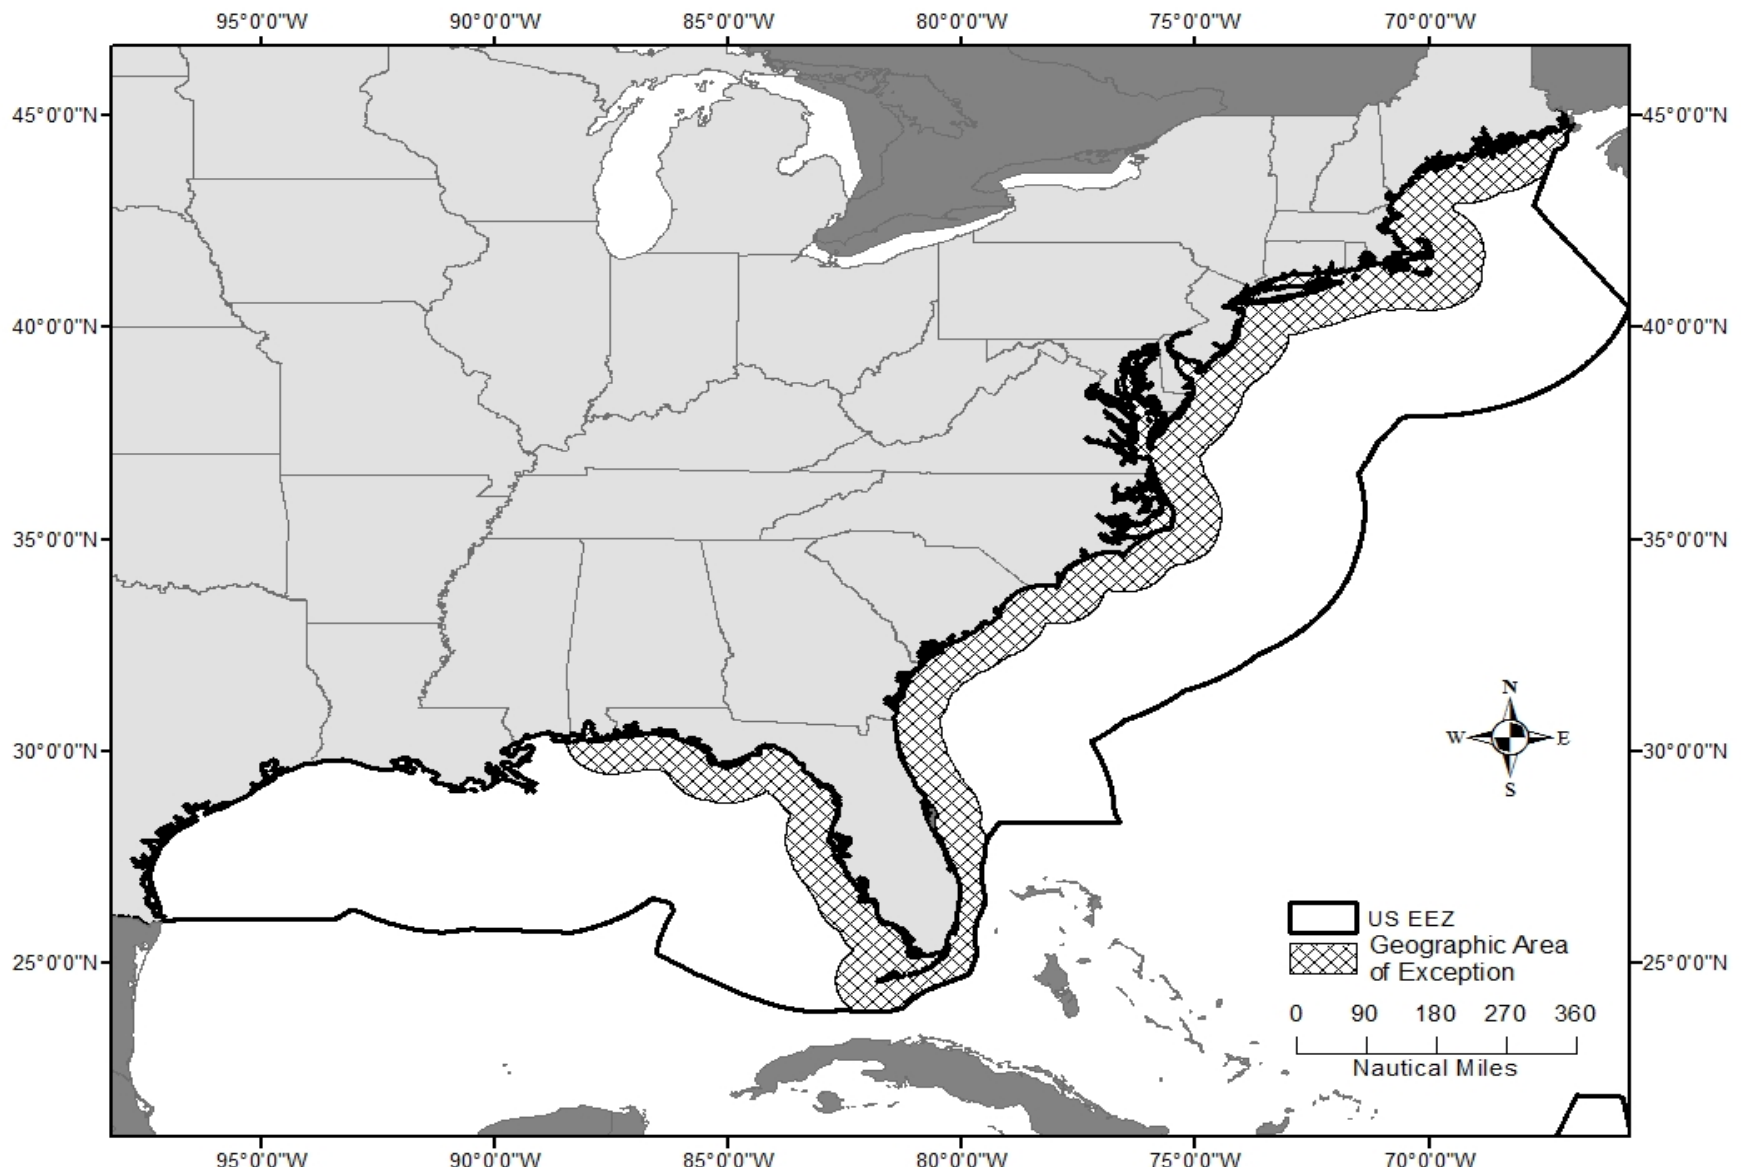 95°0'0"W 90°0'0"W 85°0'0"W 80°0'0"W 75°0'0"W 70°0'0"W
45°0'0"N 45°0'0"N
40°0'0"N 40°0'0"N
35°0'0"N 35°0'0"N
N
30°0'0"N W E 30°0'0"N
S
US EEZ
Geographic Area
of Exception
25°0'0"N 25°0'0"N
0 90 180 270 360
Nautical Miles
95°0'0"W 90°0'0"W 85°0'0"W 80°0'0"W 75°0'0"W 70°0'0"W